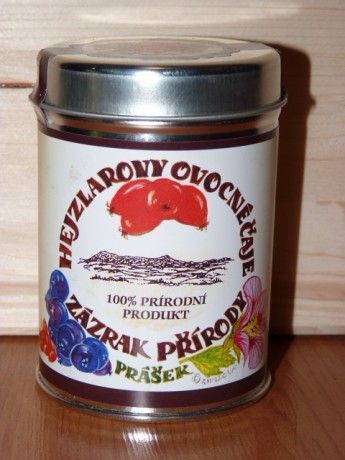 HEJZLAROVY OVOCNÉ ČAJE
100% PŘÍRODNÍ
PRODUKT
ZÁZRAK PŘÍRODY
PRÁŠEK